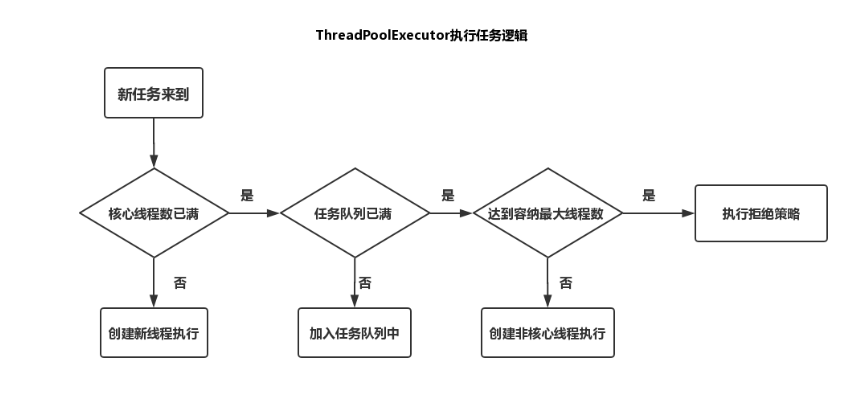 ThreadPoolExecutor执行任务逻辑
新任务来到
核心线程数已满
是
任务队列已满
是
达到容纳最大线程数
是
执行拒绝策略
否
否
否
创建新线程执行
加入任务队列中
创建非核心线程执行